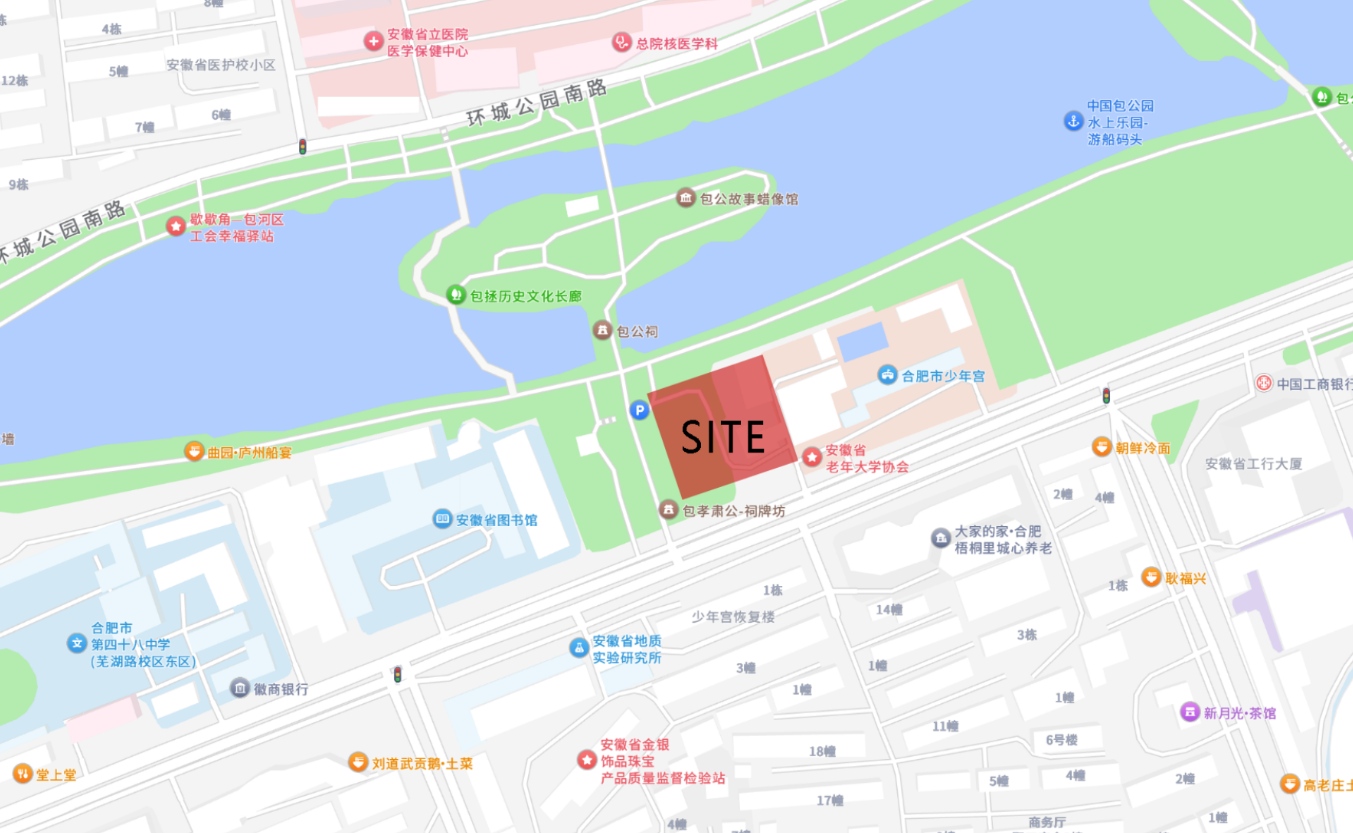 8幢
4栋
安徽省立医院
医学保健中心
总院核医学科
安徽省医护校小区
5幢
12栋
环城公园南路
中国包公园
水上乐园-
游船码头
6幢
7幢
9栋
包公故事蜡像馆
环城公园南路
歇歇角—包河区
工会幸福驿站
包拯历史文化长廊
包公祠
合肥市少年宫
中国工商银行
P
SITE
墙
曲园·庐州船宴
安徽省
老年大学协会
朝鲜冷面
安徽省工行大厦
2幢
4幢
包孝肃公-祠牌坊
安徽省图书馆
大家的家·合肥
梧桐里城心养老
耿福兴
1栋
1栋
14幢
少年宫恢复楼
合肥市
第四十八中学
(芜湖路校区东区)
安徽省地质
实验研究所
3栋
3幢
1幢
徽商银行
1幢
1幢
新月光·茶馆
11幢
6号楼
安徽省金银
饰品珠宝
产品质量监督检验站
18幢
刘道武贡鹅·土菜
堂上堂
5幢
4幢
2幢
高老庄土
17幢
4幢
商务厅
1幢